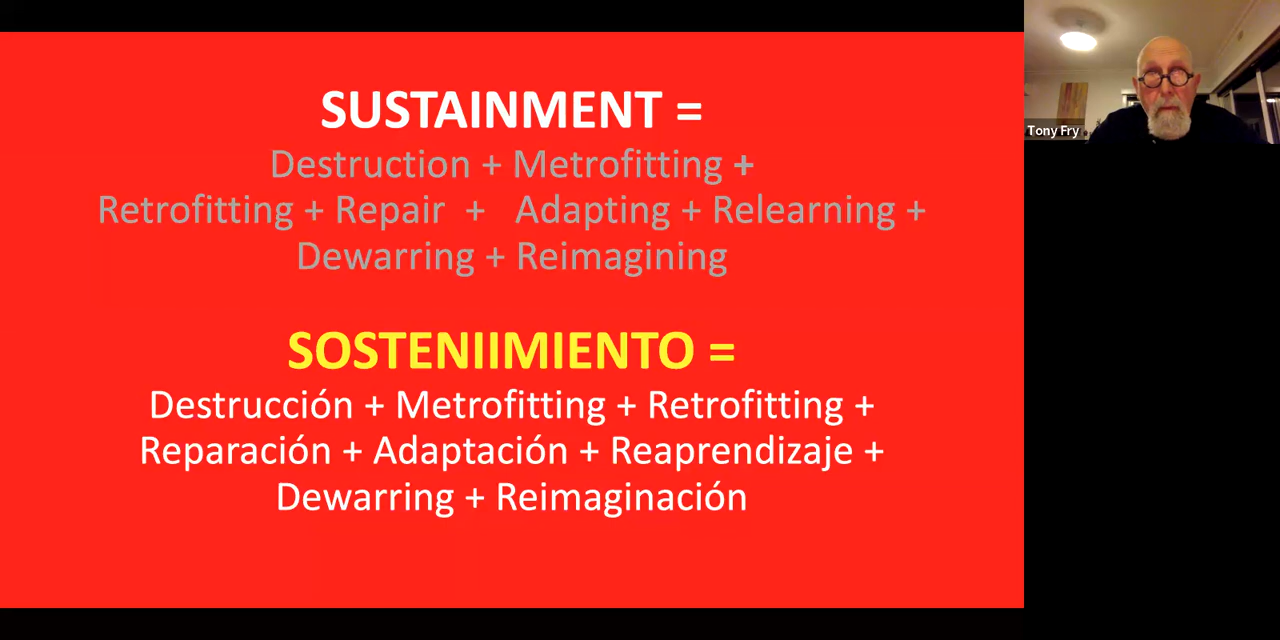 SUSTAINMENT =
Destruction + Metrofitting +
Retrofitting + Repair + Adapting + Relearning +
Dewarring + Reimagining
SOSTENIIMIENTO =
Destrucción + Metrofitting + Retrofitting +
Reparación + Adaptación + Reaprendizaje +
Dewarring + Reimaginación
Tony Fry